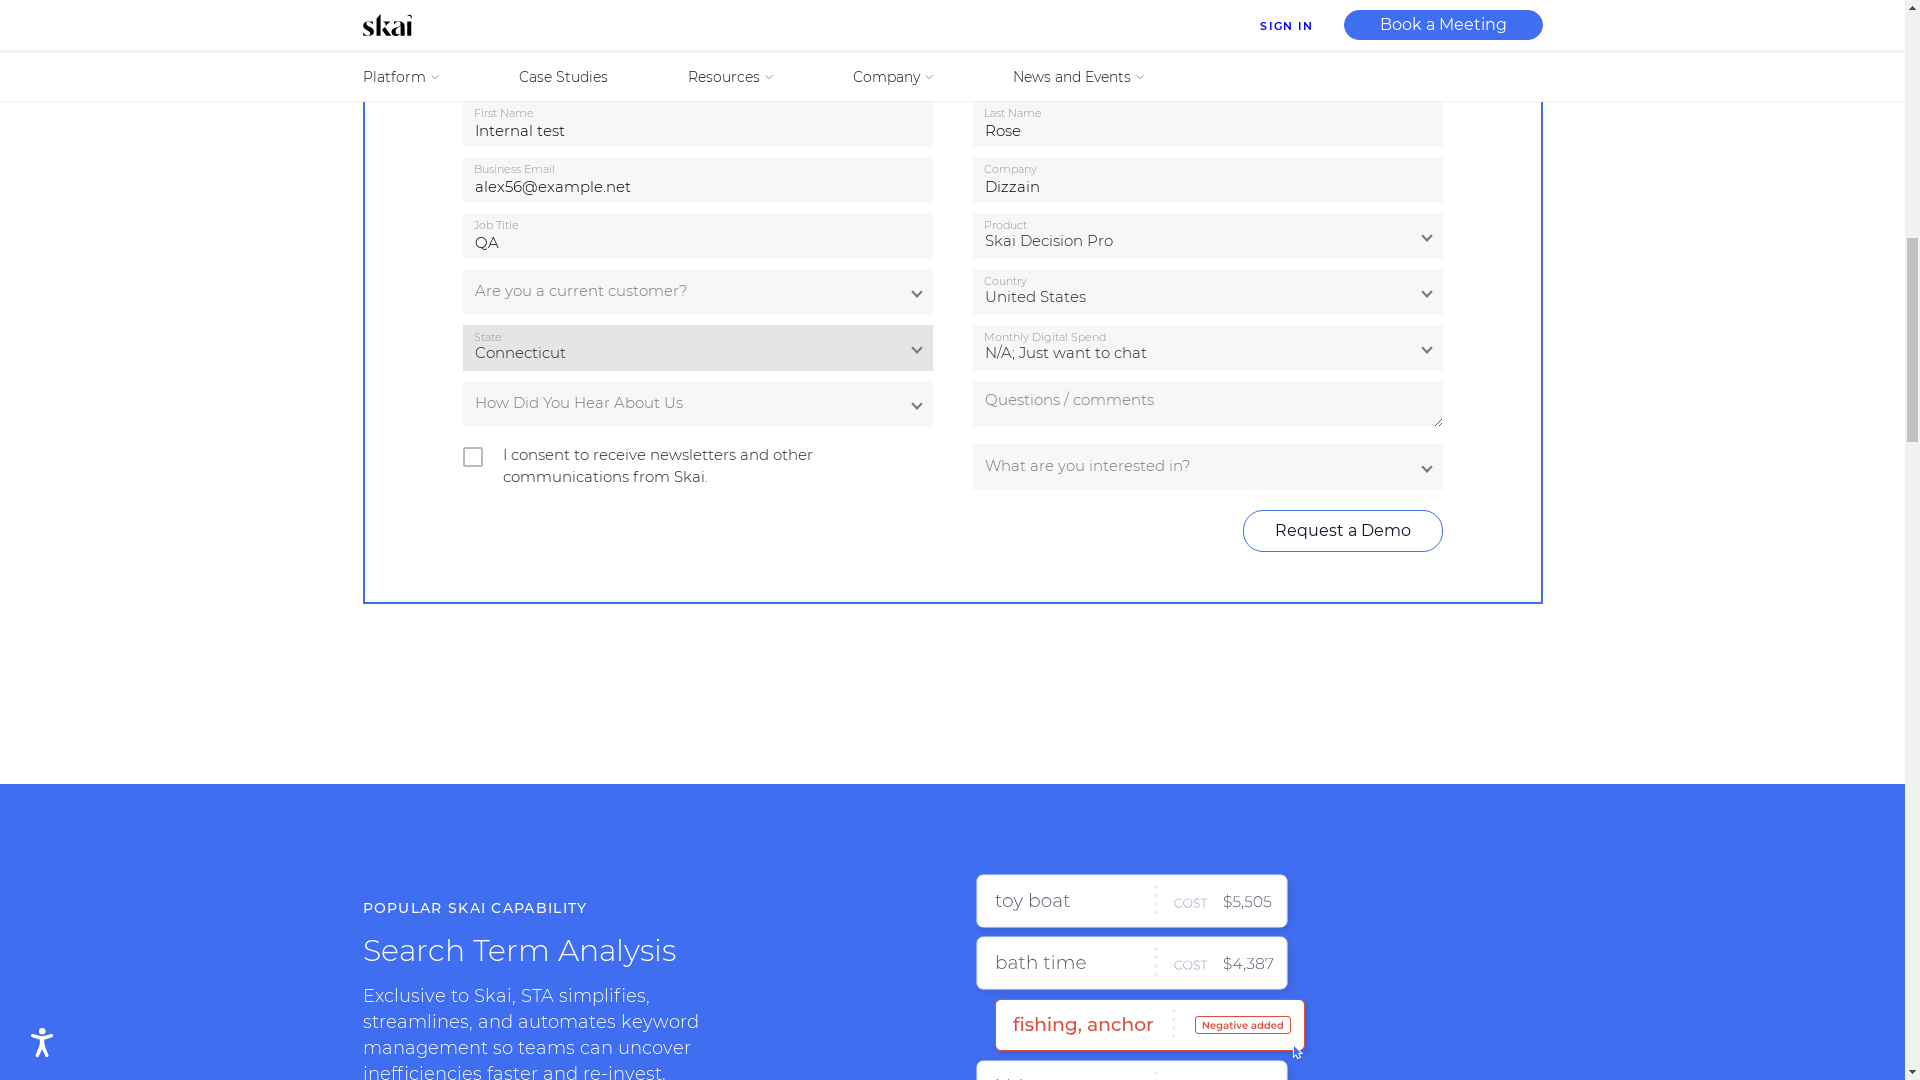 skai
SIGN IN
Book a Meeting
Platform
Case Studies
Resources
Company
News and Events
First Name
Internal test
Last Name
Rose
Business Email
alex56@example.net
Company
Dizzain
Job Title
QA
Product
Skai Decision Pro
Are you a current customer?
Country
United States
State
Connecticut
Monthly Digital Spend
N/A; Just want to chat
How Did You Hear About Us
Questions / comments
I consent to receive newsletters and other
communications from Skai.
What are you interested in?
Request a Demo
POPULAR SKAI CAPABILITY
Search Term Analysis
Exclusive to Skai, STA simplifies,
streamlines, and automates keyword
management so teams can uncover
inefficiencies faster and re-invest.
toy boat COST $5,505
bath time COST $4,387
fishing, anchor Negative added